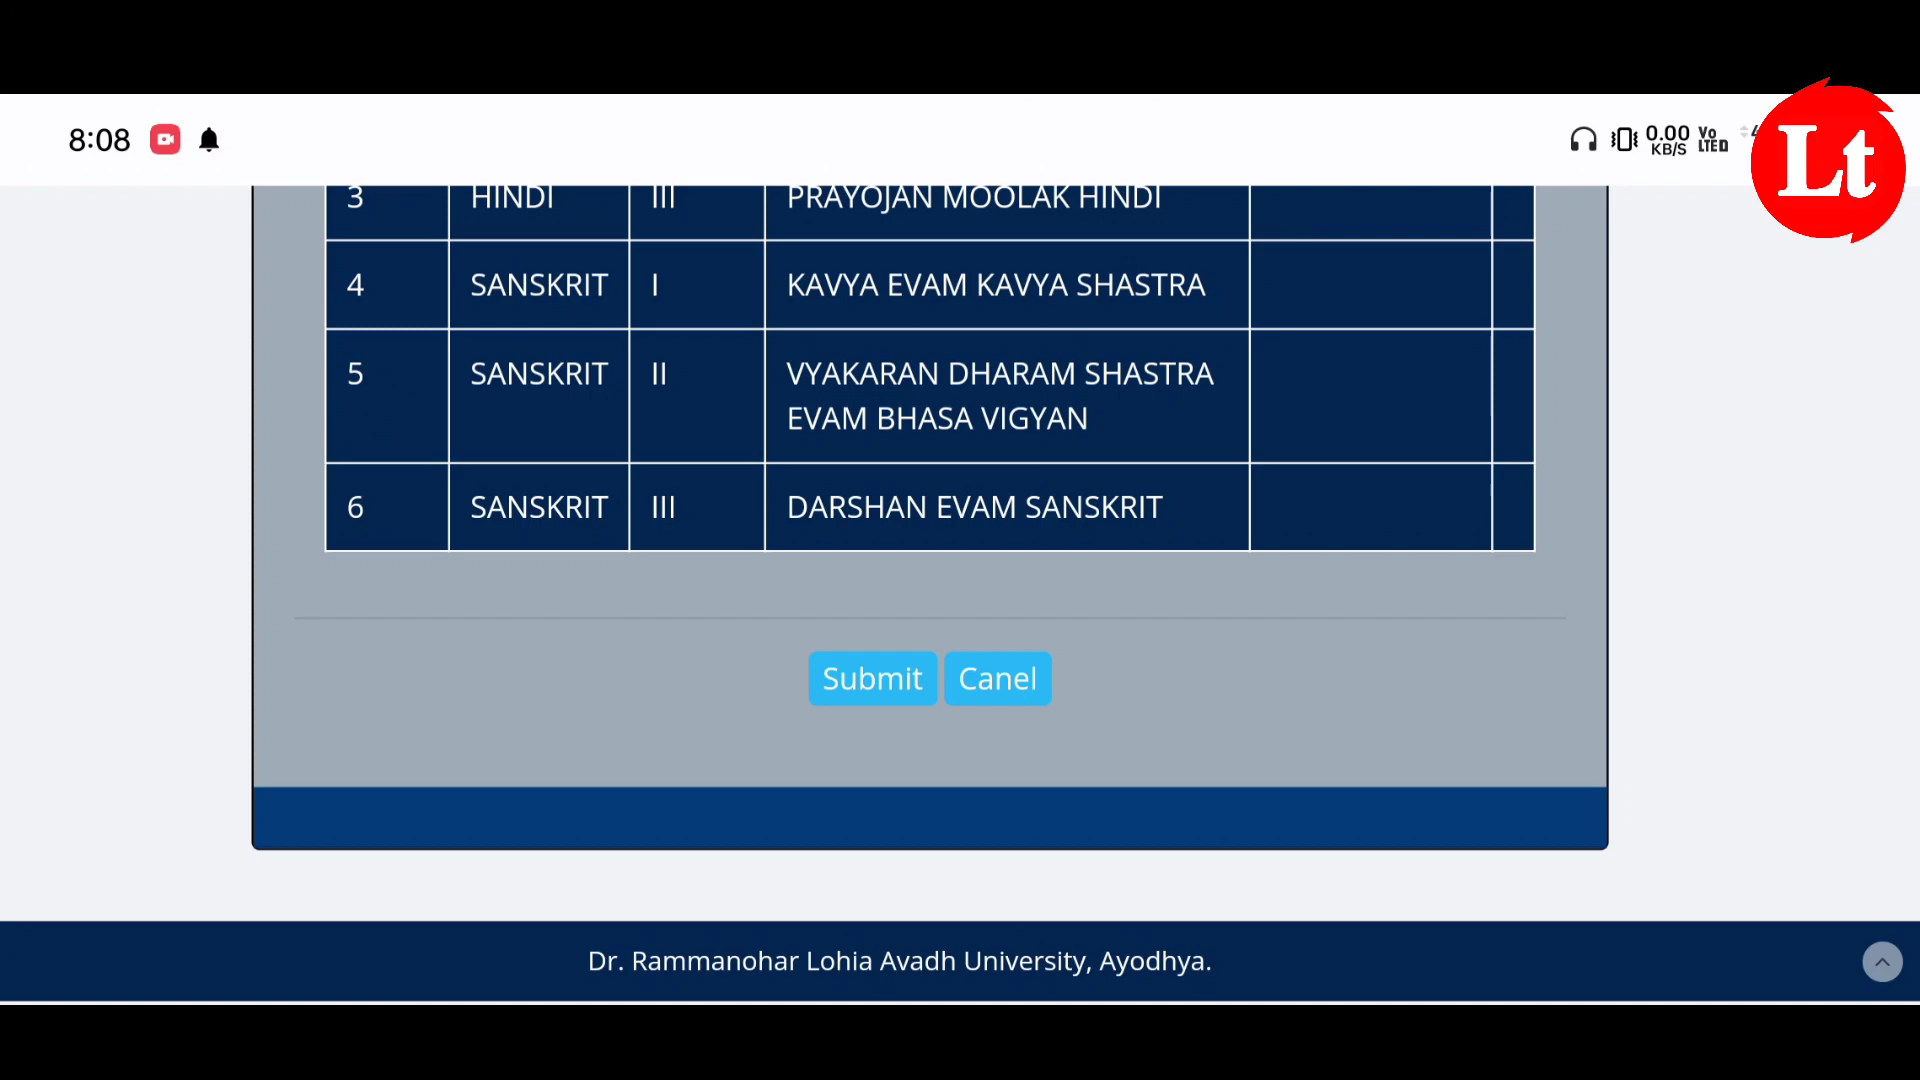 8:08
0.00
KB/S
Vo
LTE
Lt
3 HINDI III PRAYOJAN MOOLAK HINDI
4 SANSKRIT I KAVYA EVAM KAVYA SHASTRA
5 SANSKRIT II VYAKARAN DHARAM SHASTRA
EVAM BHASA VIGYAN
6 SANSKRIT III DARSHAN EVAM SANSKRIT
Submit Canel
Dr. Rammanohar Lohia Avadh University, Ayodhya.